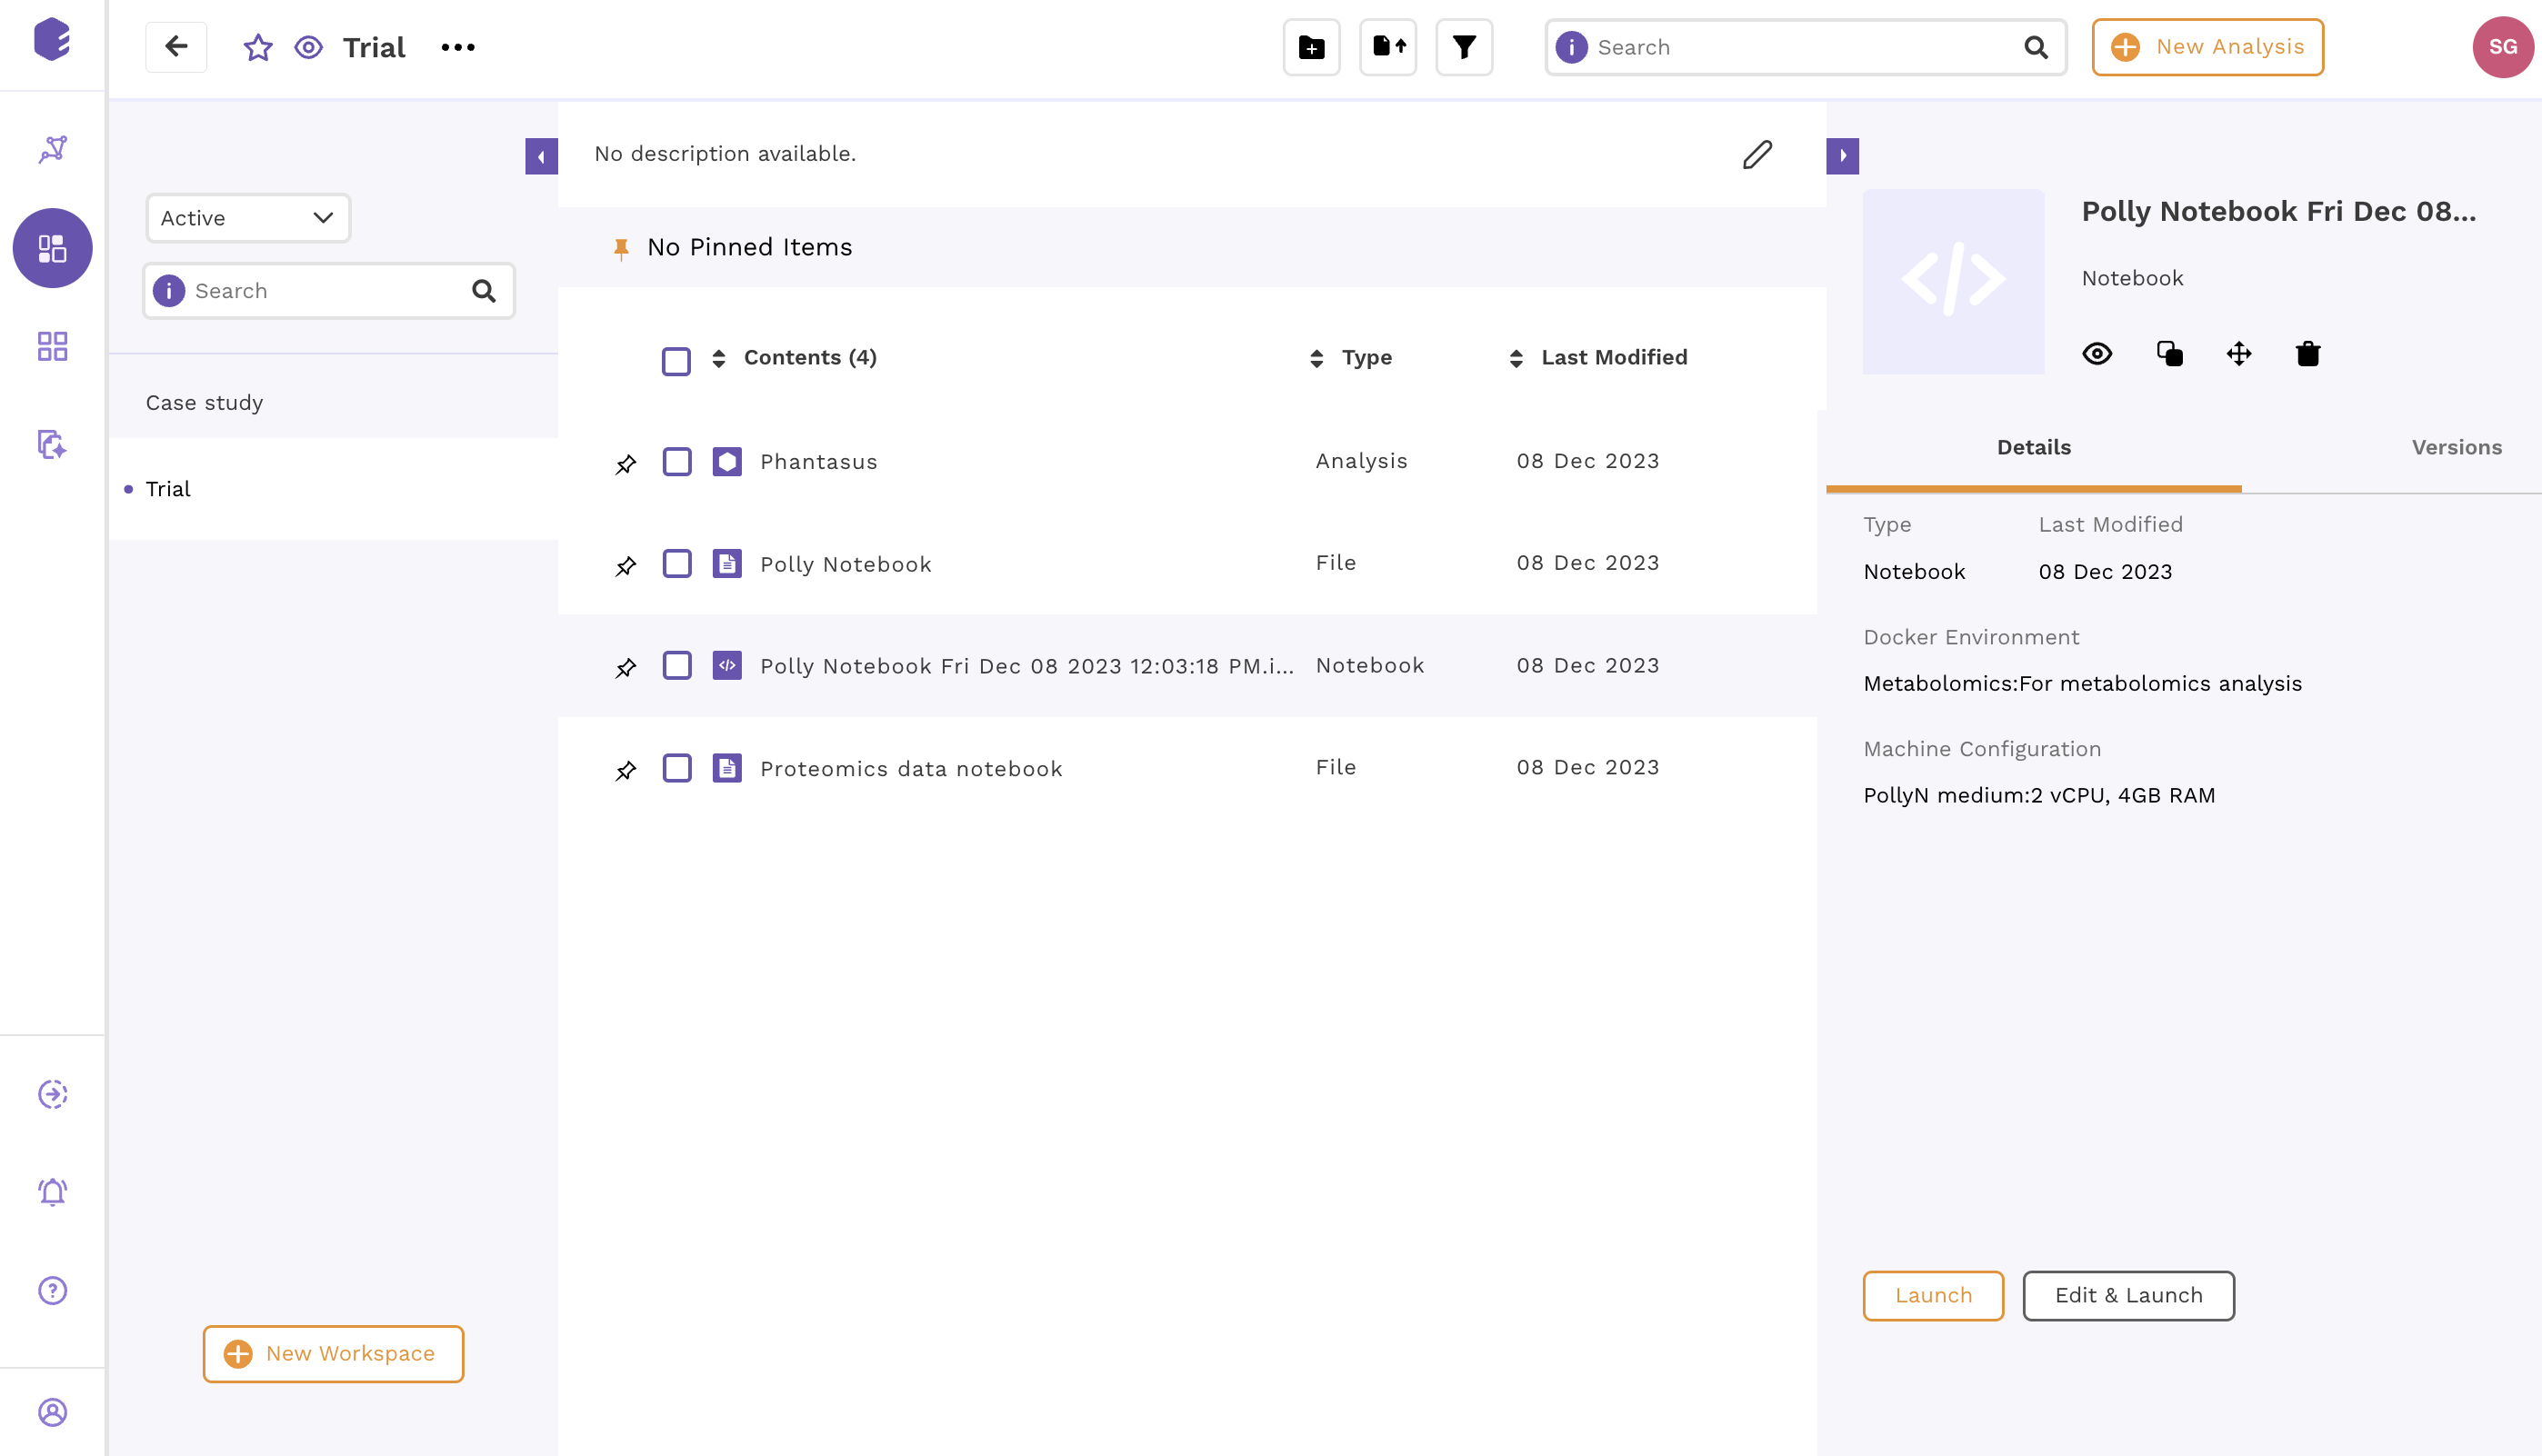 Trial
Search
New Analysis
SG
Active
Search
Case study
Trial
New Workspace
No description available.
No Pinned Items
Contents (4) Type Last Modified
Phantasus Analysis 08 Dec 2023
Polly Notebook File 08 Dec 2023
Polly Notebook Fri Dec 08 2023 12:03:18 PM.i... Notebook 08 Dec 2023
Proteomics data notebook File 08 Dec 2023
Polly Notebook Fri Dec 08...
Notebook
Details Versions
Type Last Modified
Notebook 08 Dec 2023
Docker Environment
Metabolomics:For metabolomics analysis
Machine Configuration
PollyN medium:2 vCPU, 4GB RAM
Launch Edit & Launch